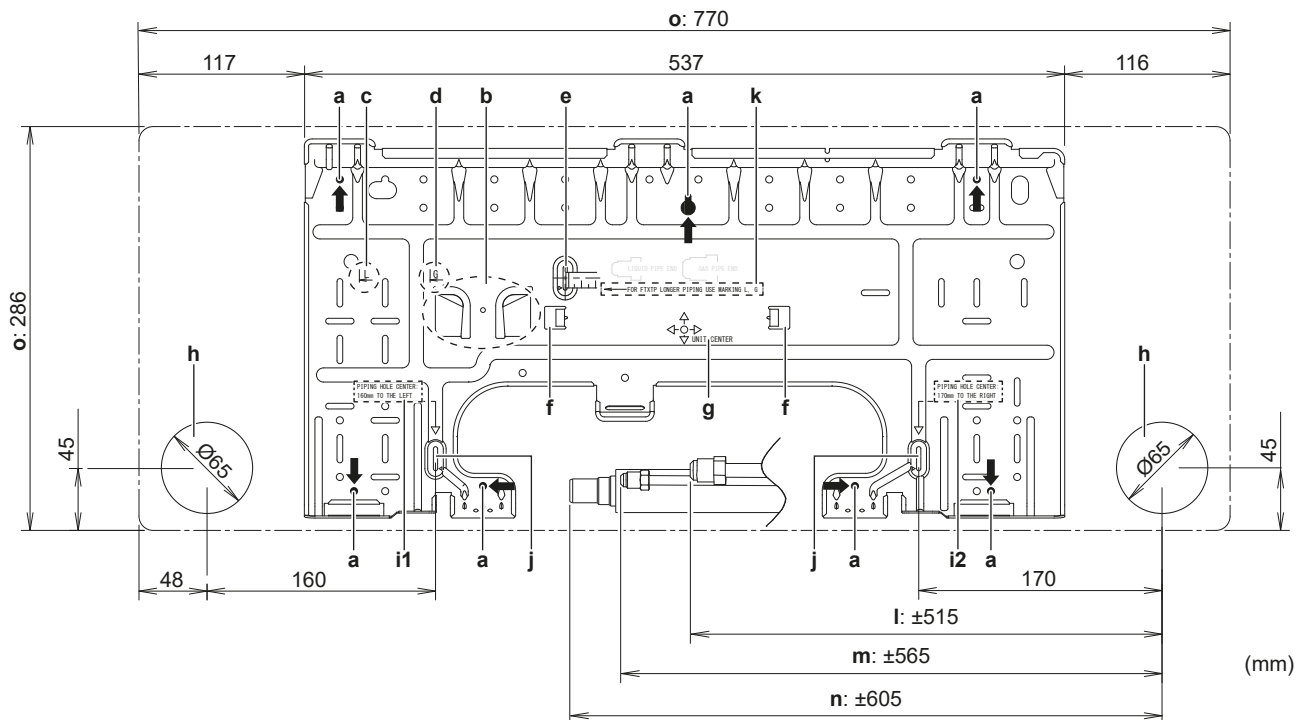 o: 770
117 537 116
a c d b e a k a
L G
LIQUID PIPE END GAS PIPE END
FOR FTXTP LONGER PIPING USE MARKING L, G
o: 286
UNIT CENTER
h h
f g f
PIPING HOLE CENTER:
160mm TO THE LEFT
PIPING HOLE CENTER:
170mm TO THE RIGHT
45 Ø65 Ø65 45
a i1 a j j a i2 a
48 160 170
l: ±515
m: ±565
(mm)
n: ±605